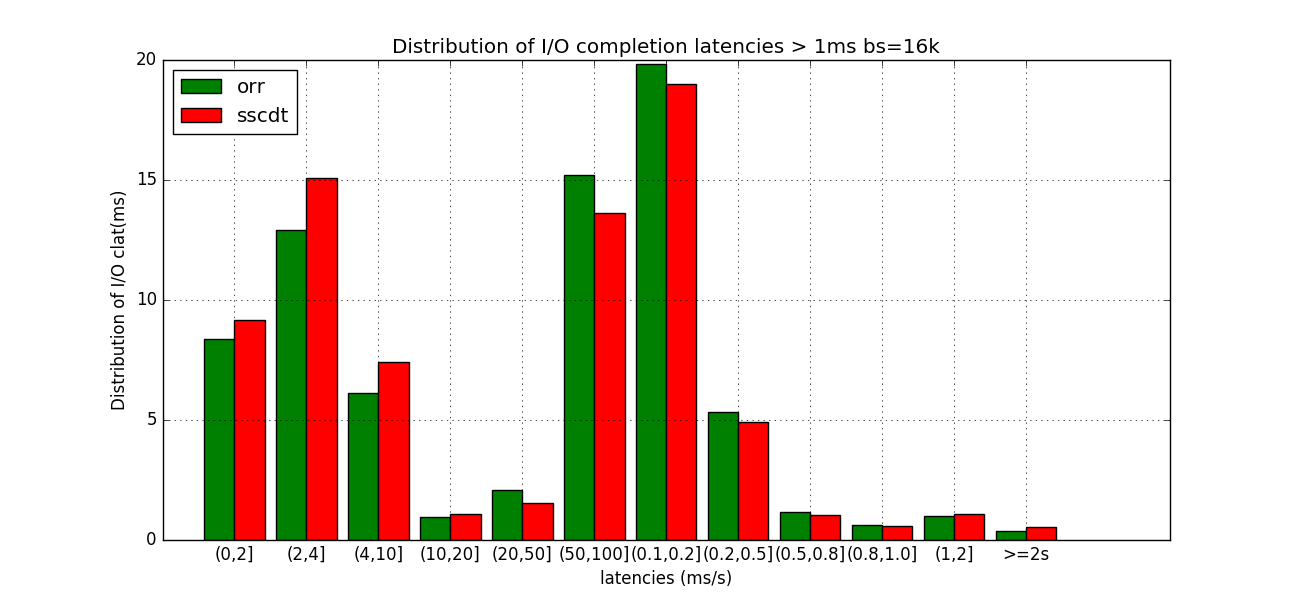 Distribution of I/O completion latencies > 1ms bs=16k
orr
sscdt
Distribution of I/O clat(ms)
20
15
10
5
0
(0,2] (2,4] (4,10] (10,20] (20,50] (50,100] (0.1,0.2] (0.2,0.5] (0.5,0.8] (0.8,1.0] (1,2] >=2s
latencies (ms/s)